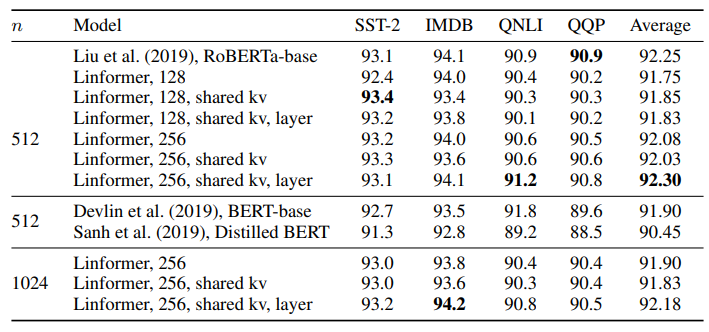 n Model SST-2 IMDB QNLI QQP Average
Liu et al. (2019), RoBERTa-base 93.1 94.1 90.9 90.9 92.25
Linformer, 128 92.4 94.0 90.4 90.2 91.75
Linformer, 128, shared kv 93.4 93.4 90.3 90.3 91.85
Linformer, 128, shared kv, layer 93.2 93.8 90.1 90.2 91.83
512 Linformer, 256 93.2 94.0 90.6 90.5 92.08
Linformer, 256, shared kv 93.3 93.6 90.6 90.6 92.03
Linformer, 256, shared kv, layer 93.1 94.1 91.2 90.8 92.30
512 Devlin et al. (2019), BERT-base 92.7 93.5 91.8 89.6 91.90
Sanh et al. (2019), Distilled BERT 91.3 92.8 89.2 88.5 90.45
Linformer, 256 93.0 93.8 90.4 90.4 91.90
1024 Linformer, 256, shared kv 93.0 93.6 90.3 90.4 91.83
Linformer, 256, shared kv, layer 93.2 94.2 90.8 90.5 92.18